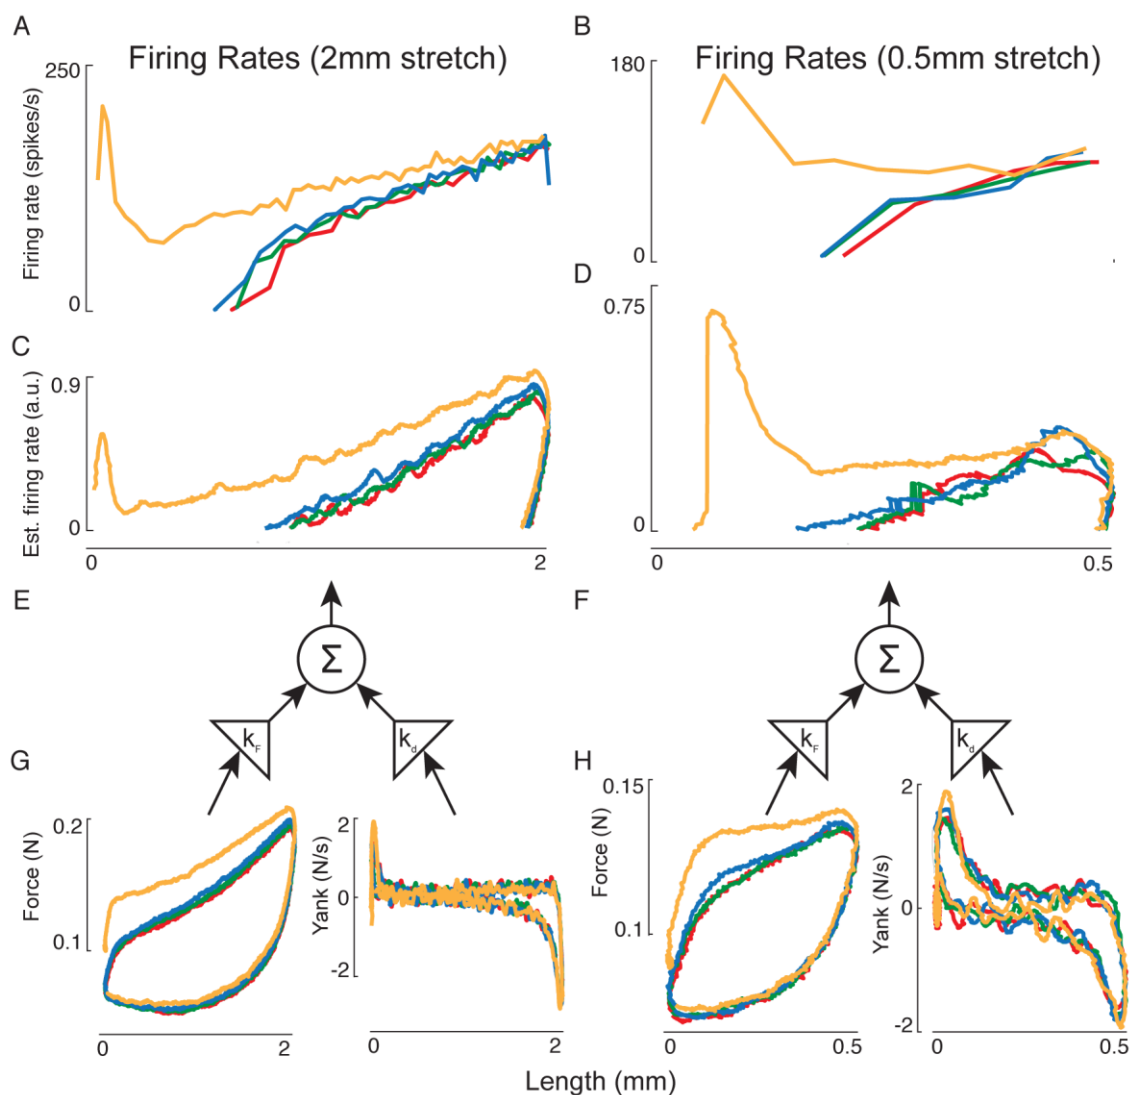 A
B
Firing Rates (2mm stretch)
Firing Rates (0.5mm stretch)
250
Firing rate (spikes/s)
0
180
0
C
D
0.9
Est. firing rate (a.u.)
0
0
2
0.75
0
0
0.5
E
F
Σ
Σ
k_F
k_d
k_F
k_d
G
H
0.2
Force (N)
0.1
0
2
2
Yank (N/s)
0
-2
0
2
0.15
Force (N)
0.1
0
0.5
2
Yank (N/s)
0
-2
0
0.5
Length (mm)